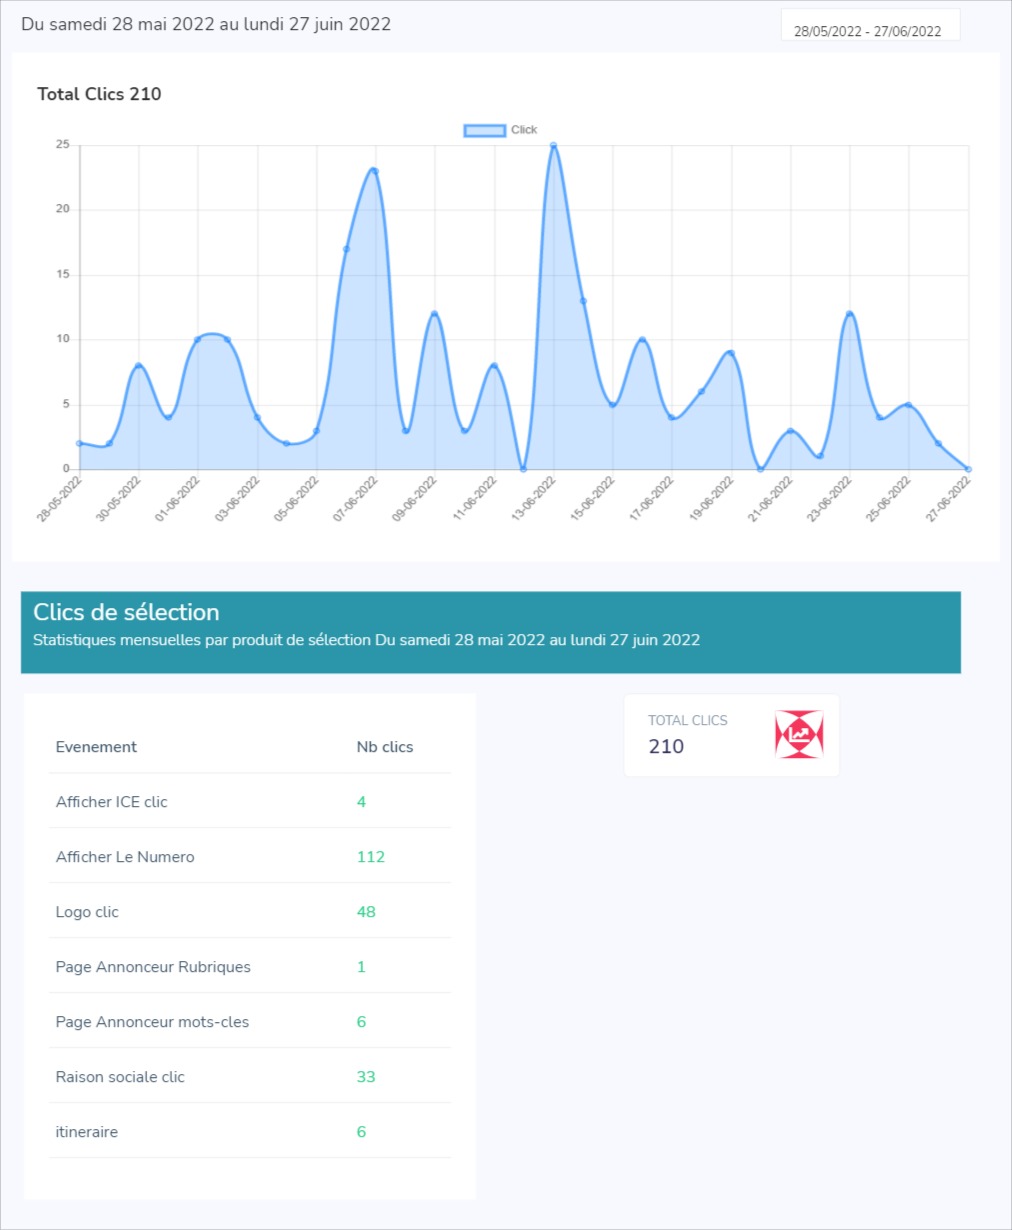 Du samedi 28 mai 2022 au lundi 27 juin 2022
28/05/2022 - 27/06/2022
Total Clics 210
Click
25
20
15
10
5
0
28-05-2022
30-05-2022
01-06-2022
03-06-2022
05-06-2022
07-06-2022
09-06-2022
11-06-2022
13-06-2022
15-06-2022
17-06-2022
19-06-2022
21-06-2022
23-06-2022
25-06-2022
27-06-2022
Clics de sélection
Statistiques mensuelles par produit de sélection Du samedi 28 mai 2022 au lundi 27 juin 2022
Evenement Nb clics
Afficher ICE clic 4
Afficher Le Numero 112
Logo clic 48
Page Annonceur Rubriques 1
Page Annonceur mots-cles 6
Raison sociale clic 33
itineraire 6
TOTAL CLICS
210